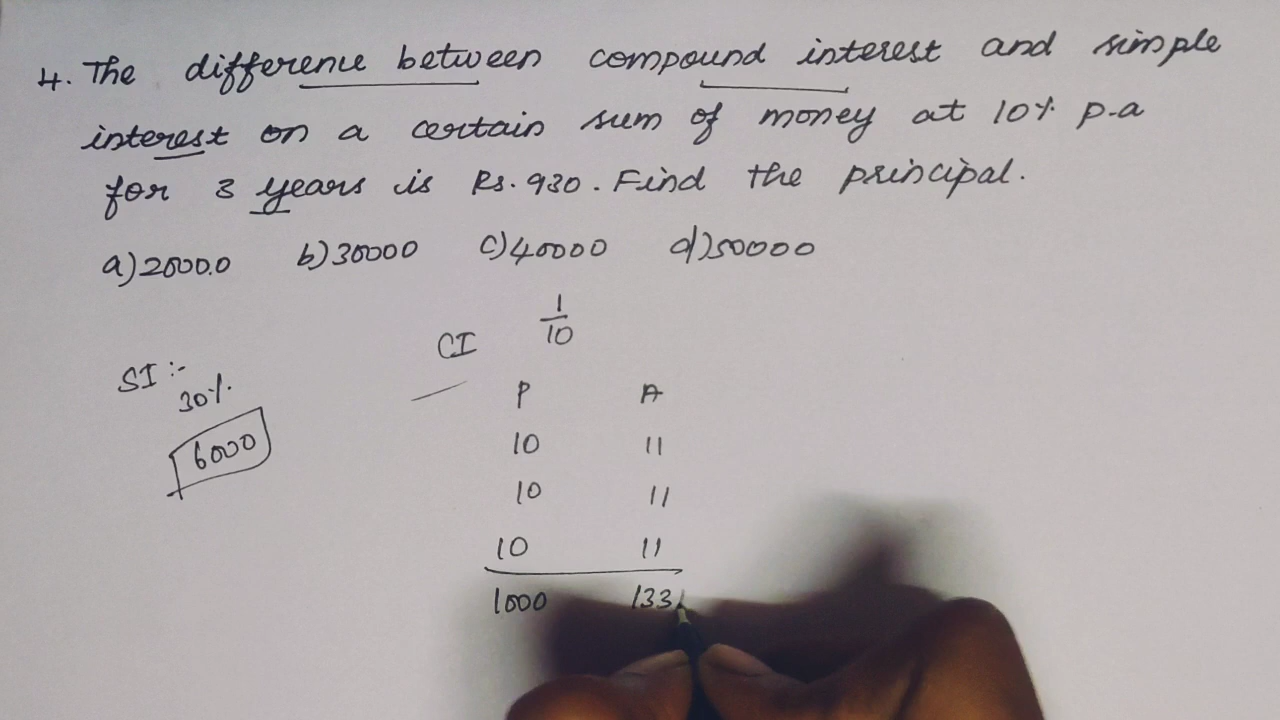 4. The difference between compound interest and simple
interest on a certain sum of money at 10% p.a
for 3 years is Rs. 930. Find the principal.
a) 20000 b) 30000 c) 40000 d) 50000
SI :-
30%
6000
CI 1/10
P A
10 11
10 11
10 11
1000 133